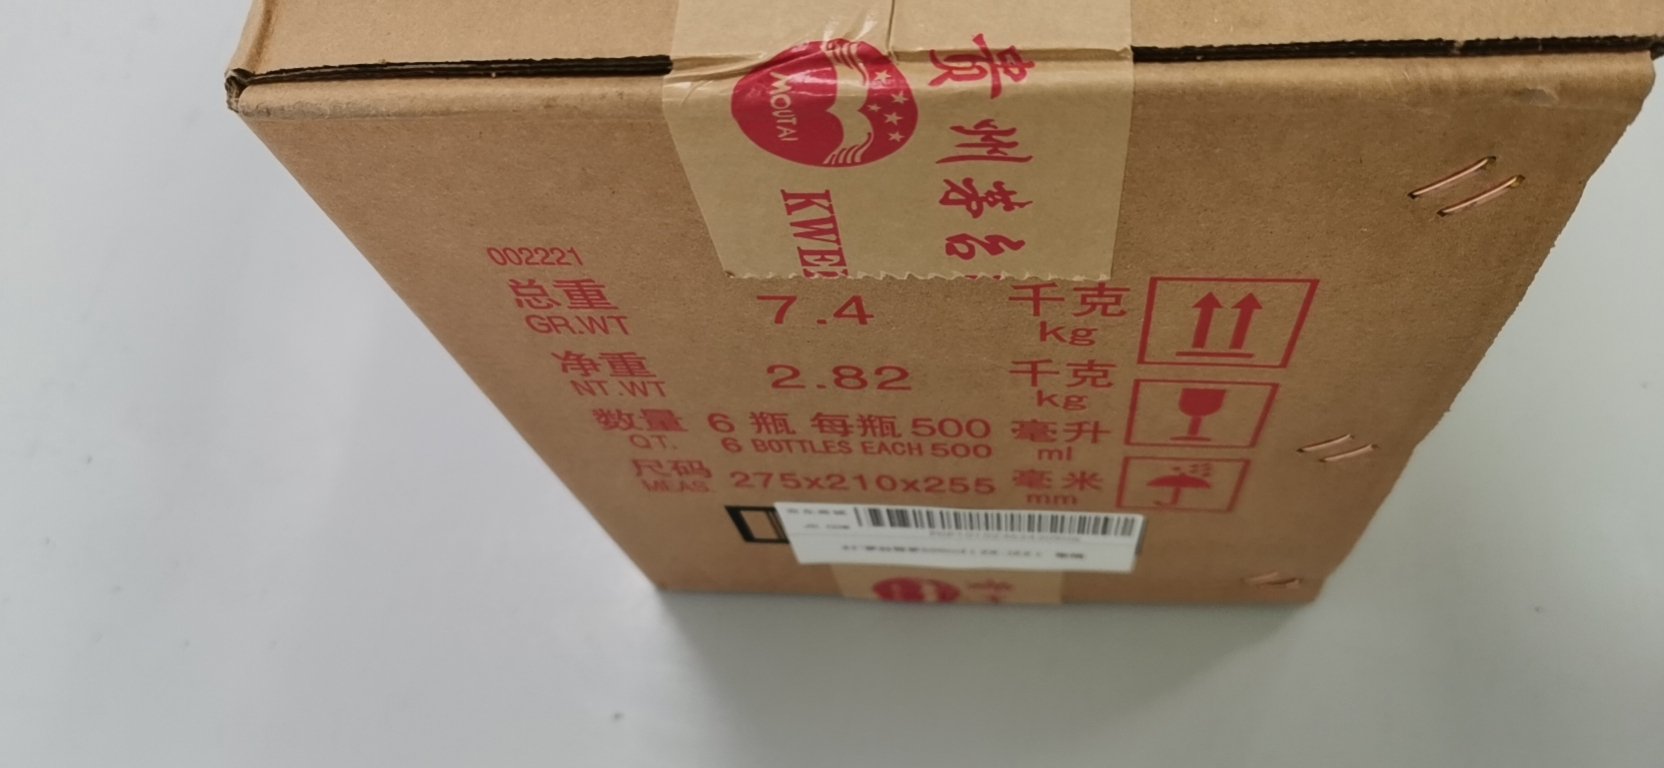 MOUTAI
贵州茅台
KWEI
002221
总重 7.4 千克
GR.WT kg
净重 2.82 千克
NT.WT kg
数量 6 瓶 每瓶 500 毫升
QT. 6 BOTTLES EACH 500 ml
尺码 275x210x255 毫米
MEAS. mm